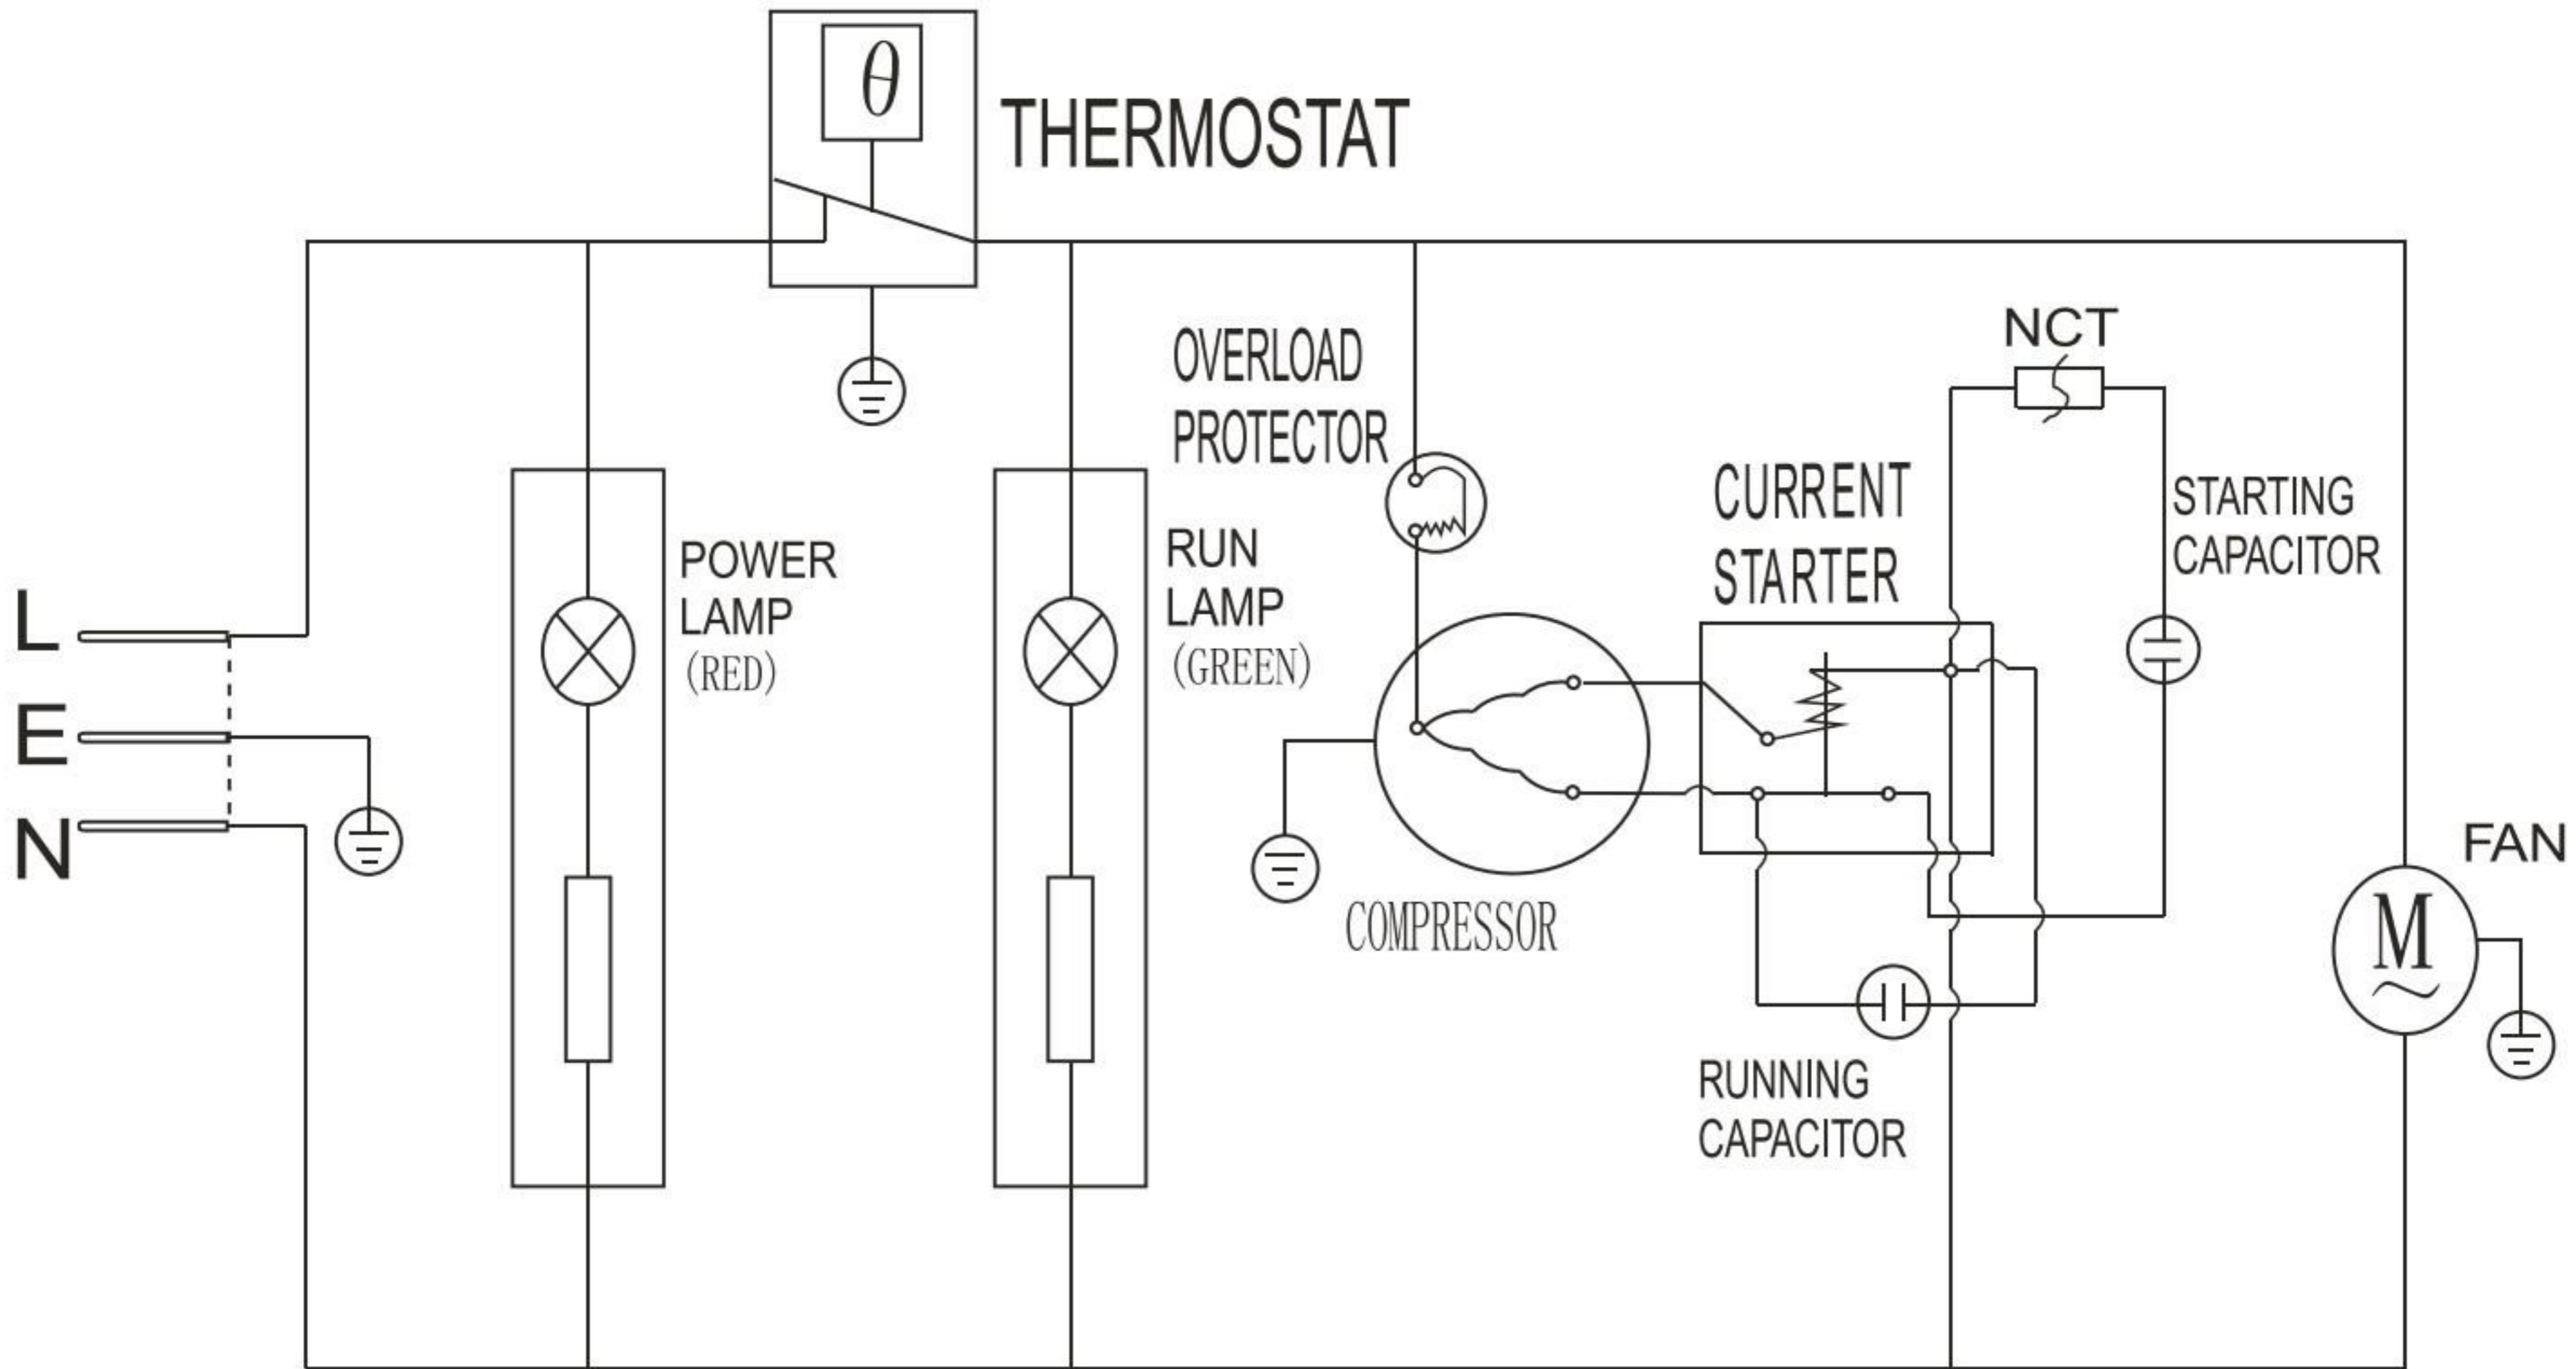 θ
THERMOSTAT
NCT
OVERLOAD
PROTECTOR
CURRENT
STARTER
STARTING
CAPACITOR
POWER
LAMP
(RED)
RUN
LAMP
(GREEN)
L
E
N
COMPRESSOR
FAN
M
~
RUNNING
CAPACITOR